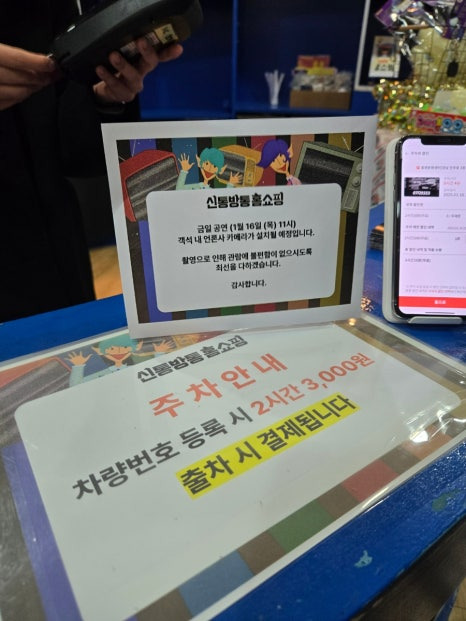 신통방통홈쇼핑
금일 공연 (1월 16일 (목) 11시)
객석 내 언론사 카메라가 설치될 예정입니다.
촬영으로 인해 관람에 불편함이 없으시도록
최선을 다하겠습니다.
감사합니다.
신통방통홈쇼핑
주차안내
차량번호 등록 시 2시간 3,000원
출차 시 결제됩니다